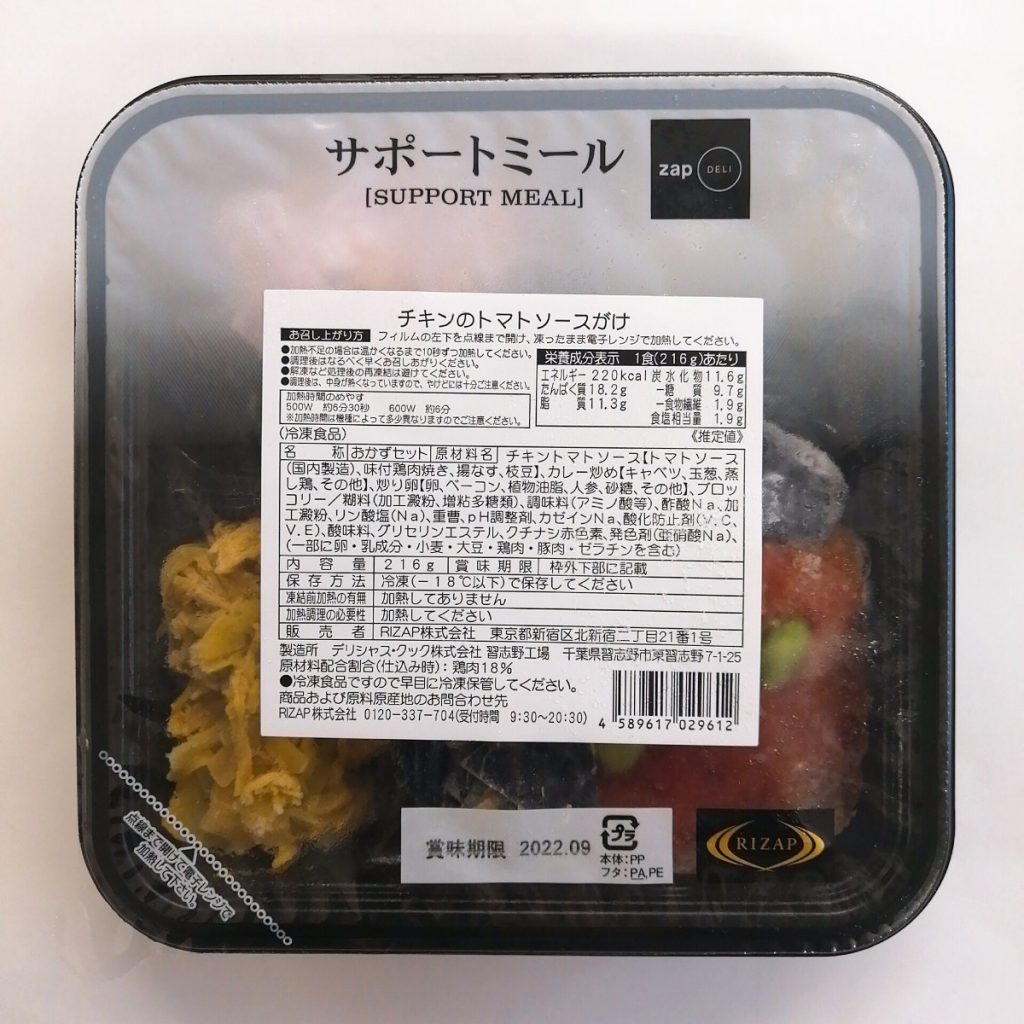 サポートミール
[SUPPORT MEAL]
zap DELI
チキンのトマトソースがけ
お召し上がり方 フィルムの左下を点線まで開け、凍ったまま電子レンジで加熱してください。
●加熱不足の場合は温かくなるまで10秒ずつ加熱してください。
●調理後はなるべく早くお召しあがりください。
●解凍など処理後の再凍結は避けてください。
●調理後は、中身が熱くなっていますので、やけどには十分ご注意ください。
加熱時間のめやす
500W 約6分30秒 600W 約6分
※加熱時間は機種によって多少異なりますのでご注意ください。
栄養成分表示 1食(216g)あたり
エネルギー 220kcal 炭水化物 11.6g
たんぱく質 18.2g −糖質 9.7g
脂質 11.3g −食物繊維 1.9g
食塩相当量 1.9g
(冷凍食品) 《推定値》
名称 おかずセット 原材料名 チキントマトソース【トマトソース
(国内製造)、味付鶏肉焼き、揚なす、枝豆】、カレー炒め【キャベツ、玉葱、蒸
し鶏、その他】、炒り卵【卵、ベーコン、植物油脂、人参、砂糖、その他】、ブロッ
コリー/糊料(加工澱粉、増粘多糖類)、調味料(アミノ酸等)、酢酸Na、加
工澱粉、リン酸塩(Na)、重曹、pH調整剤、カゼインNa、酸化防止剤(V.C、
V.E)、酸味料、グリセリンエステル、クチナシ赤色素、発色剤(亜硝酸Na)、
(一部に卵・乳成分・小麦・大豆・鶏肉・豚肉・ゼラチンを含む)
内容量 216g 賞味期限 枠外下部に記載
保存方法 冷凍(−18℃以下)で保存してください
凍結前加熱の有無 加熱してありません
加熱調理の必要性 加熱してください
販売者 RIZAP株式会社 東京都新宿区北新宿二丁目21番1号
製造所 デリシャス・クック株式会社 習志野工場 千葉県習志野市東習志野7-1-25
原材料配合割合(仕込み時):鶏肉18%
●冷凍食品ですので早目に冷凍保管してください。
商品および原料原産地のお問合わせ先
RIZAP株式会社 0120-337-704(受付時間 9:30〜20:30)
4 589617 029612
賞味期限 2022.09
プラ
本体:PP
フタ:PA,PE
RIZAP
点線まで開けて電子レンジで
加熱して下さい。